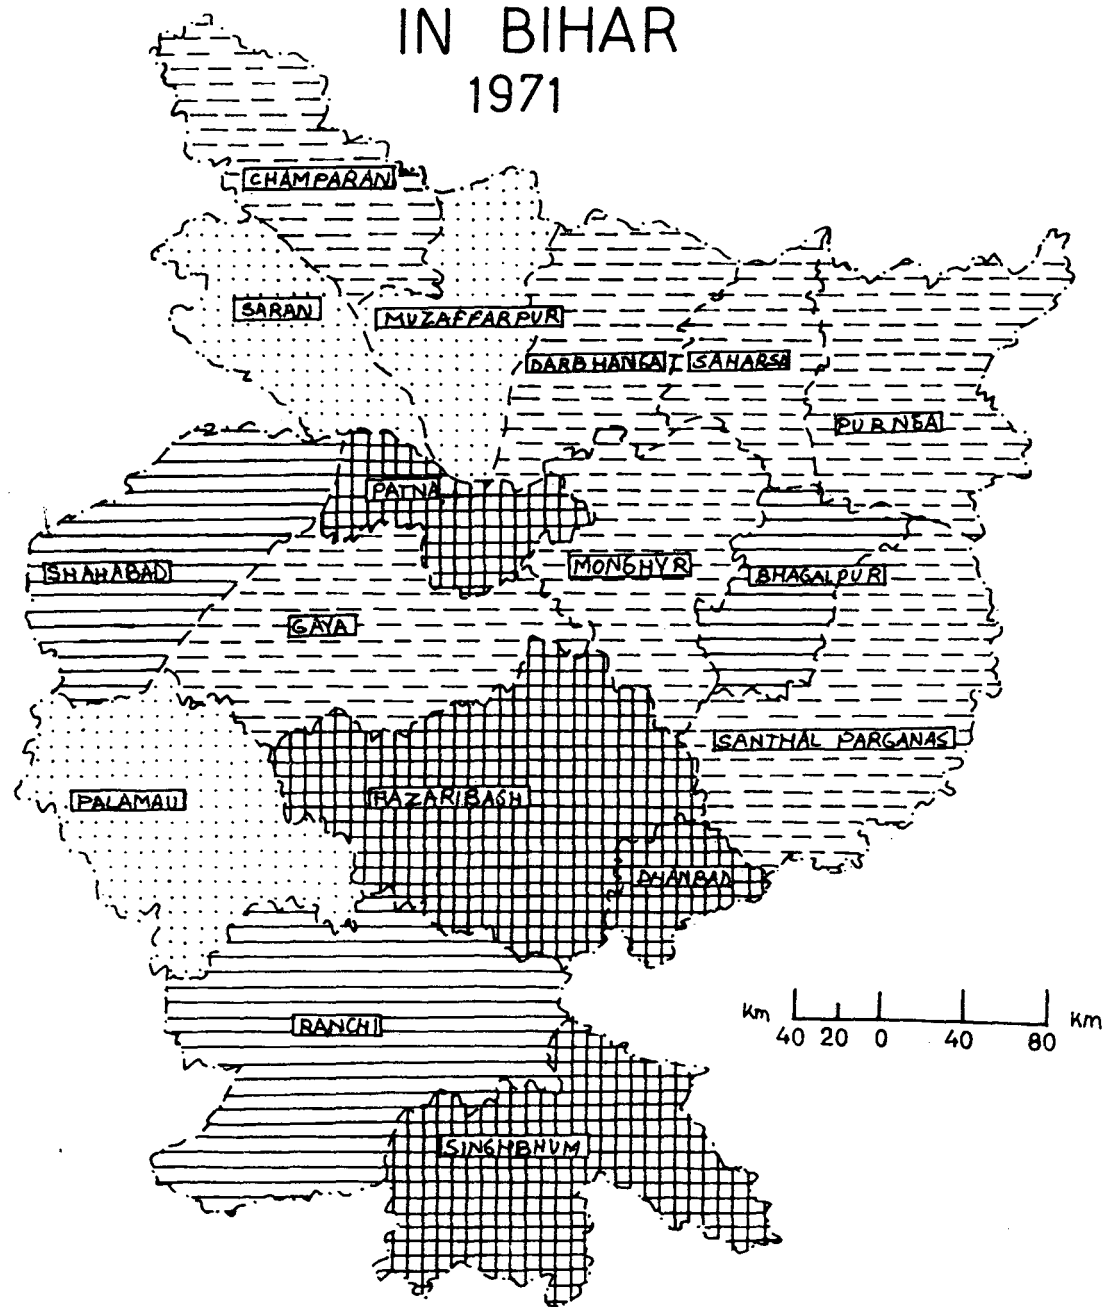 IN BIHAR
1971
CHAMPARAN
SARAN
MUZAFFARPUR
DARBHANGA
SAHARSA
PURNEA
PATNA
SHAHABAD
MONGHYR
BHAGALPUR
GAYA
SANTHAL PARGANAS
PALAMAU
HAZARIBAGH
DHANBAD
RANCHI
Km 40 20 0 40 80 Km
SINGHBHUM